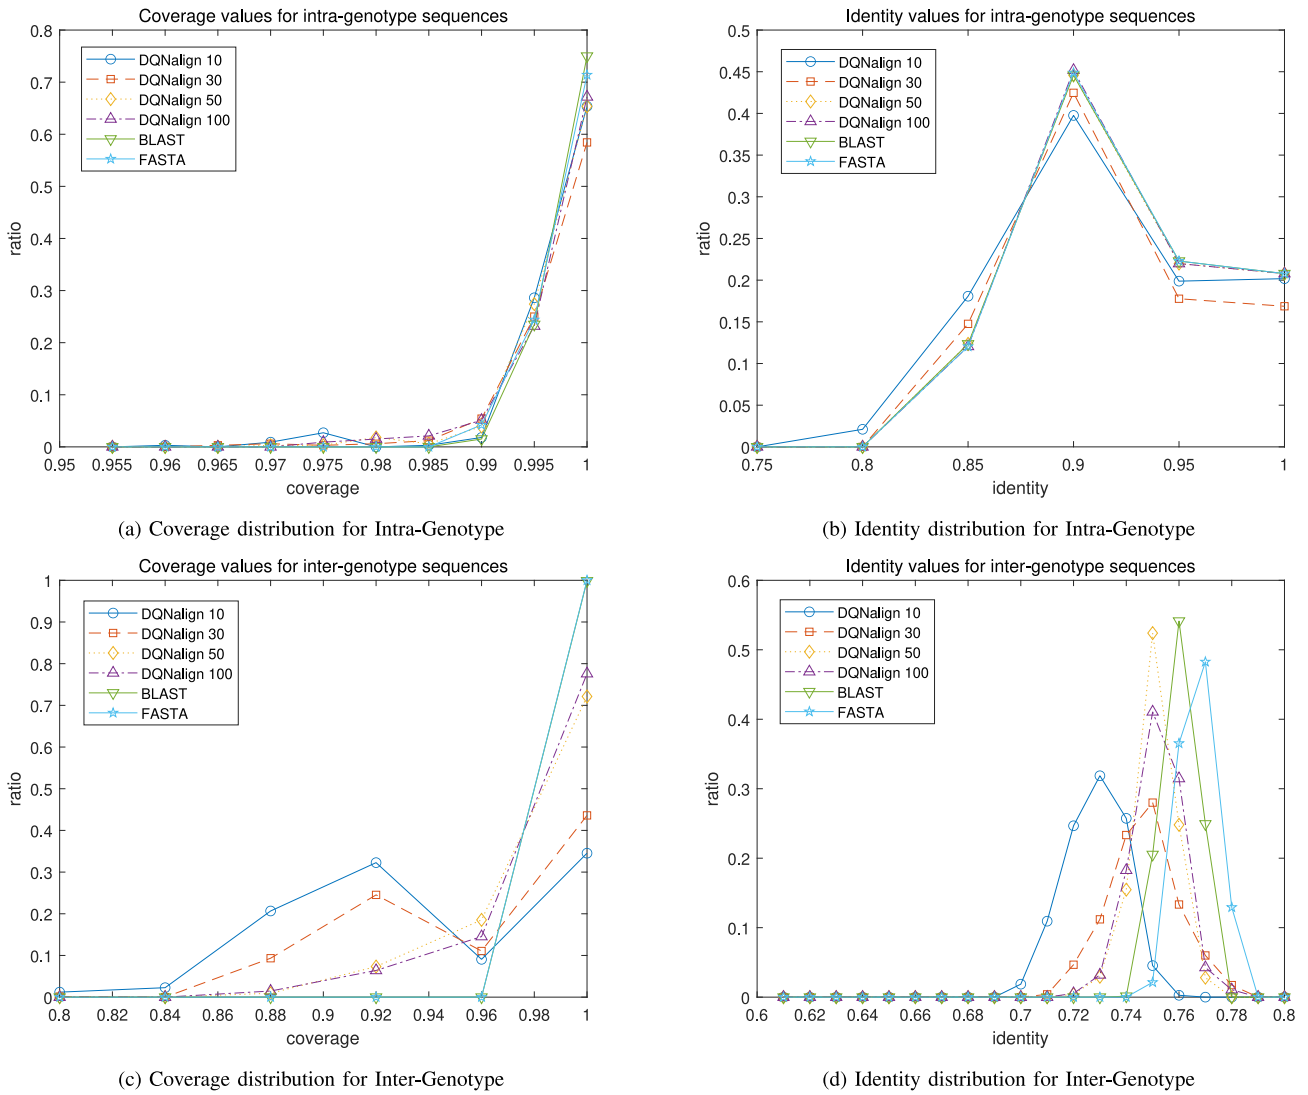 Coverage values for intra-genotype sequences
0.8
0.7
0.6
0.5
0.4
0.3
0.2
0.1
0
ratio
DQNalign 10
DQNalign 30
DQNalign 50
DQNalign 100
BLAST
FASTA
0.95 0.955 0.96 0.965 0.97 0.975 0.98 0.985 0.99 0.995 1
coverage
(a) Coverage distribution for Intra-Genotype
Identity values for intra-genotype sequences
0.5
0.45
0.4
0.35
0.3
0.25
0.2
0.15
0.1
0.05
0
ratio
DQNalign 10
DQNalign 30
DQNalign 50
DQNalign 100
BLAST
FASTA
0.75 0.8 0.85 0.9 0.95 1
identity
(b) Identity distribution for Intra-Genotype
Coverage values for inter-genotype sequences
1
0.9
0.8
0.7
0.6
0.5
0.4
0.3
0.2
0.1
0
ratio
DQNalign 10
DQNalign 30
DQNalign 50
DQNalign 100
BLAST
FASTA
0.8 0.82 0.84 0.86 0.88 0.9 0.92 0.94 0.96 0.98 1
coverage
(c) Coverage distribution for Inter-Genotype
Identity values for inter-genotype sequences
0.6
0.5
0.4
0.3
0.2
0.1
0
ratio
DQNalign 10
DQNalign 30
DQNalign 50
DQNalign 100
BLAST
FASTA
0.6 0.62 0.64 0.66 0.68 0.7 0.72 0.74 0.76 0.78 0.8
identity
(d) Identity distribution for Inter-Genotype